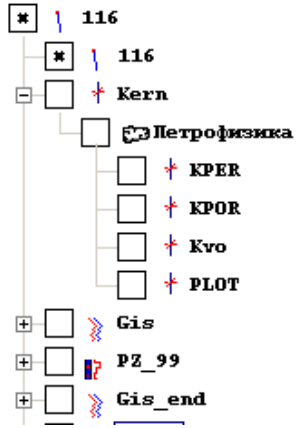 116
116
Kern
Петрофизика
KPER
KPOR
Kvo
PLOT
Gis
PZ_99
Gis_end